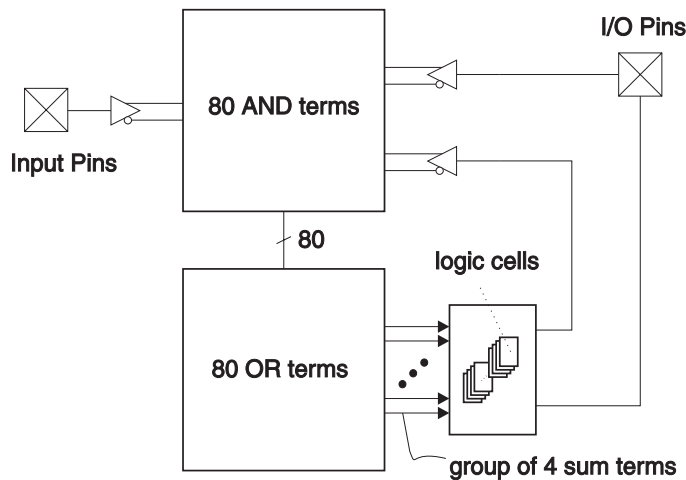 I/O Pins
80 AND terms
Input Pins
80
logic cells
80 OR terms
group of 4 sum terms